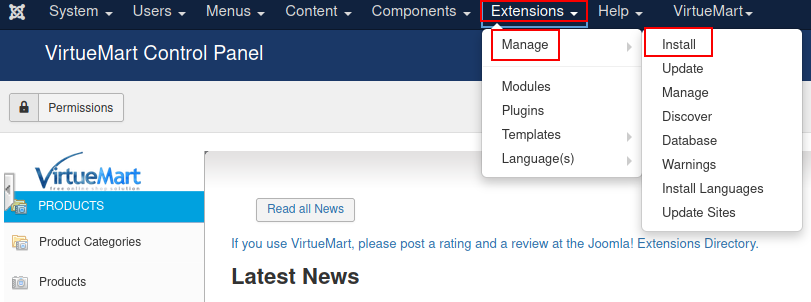 System Users Menus Content Components Extensions Help VirtueMart
VirtueMart Control Panel
Manage
Modules
Plugins
Templates
Language(s)
Install
Update
Manage
Discover
Database
Warnings
Install Languages
Update Sites
Permissions
VirtueMart
free online shop solution
PRODUCTS
Product Categories
Products
Read all News
If you use VirtueMart, please post a rating and a review at the Joomla! Extensions Directory.
Latest News